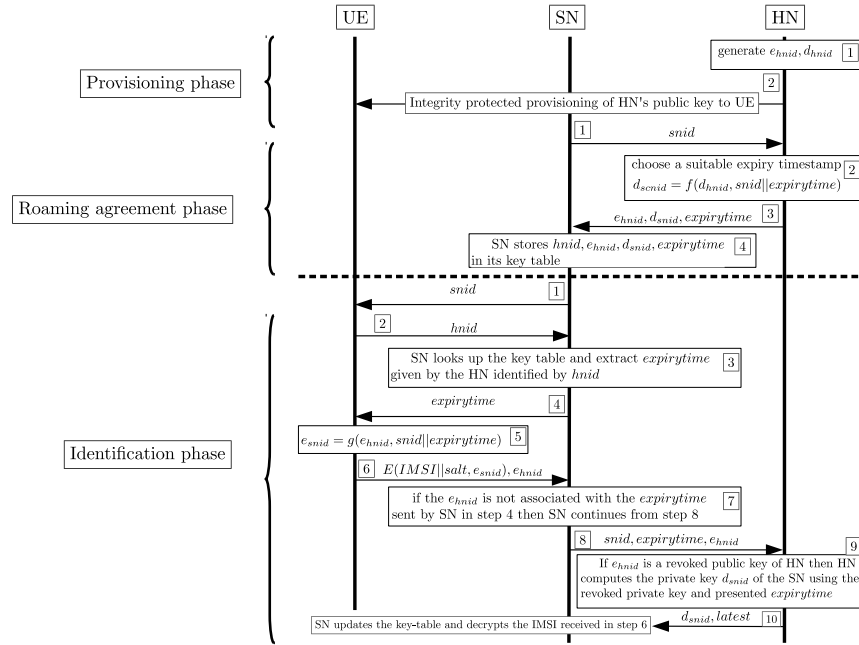 UE SN HN
Provisioning phase
generate e_hnid, d_hnid 1
2
Integrity protected provisioning of HN's public key to UE
Roaming agreement phase
1 snid
choose a suitable expiry timestamp 2
d_scnid = f(d_hnid, snid||expirytime)
e_hnid, d_snid, expirytime 3
SN stores hnid, e_hnid, d_snid, expirytime 4
in its key table
Identification phase
snid 1
2 hnid
SN looks up the key table and extract expirytime 3
given by the HN identified by hnid
expirytime 4
e_snid = g(e_hnid, snid||expirytime) 5
6 E(IMSI||salt, e_snid), e_hnid
if the e_hnid is not associated with the expirytime 7
sent by SN in step 4 then SN continues from step 8
8 snid, expirytime, e_hnid
9
If e_hnid is a revoked public key of HN then HN
computes the private key d_snid of the SN using the
revoked private key and presented expirytime
d_snid, latest 10
SN updates the key-table and decrypts the IMSI received in step 6